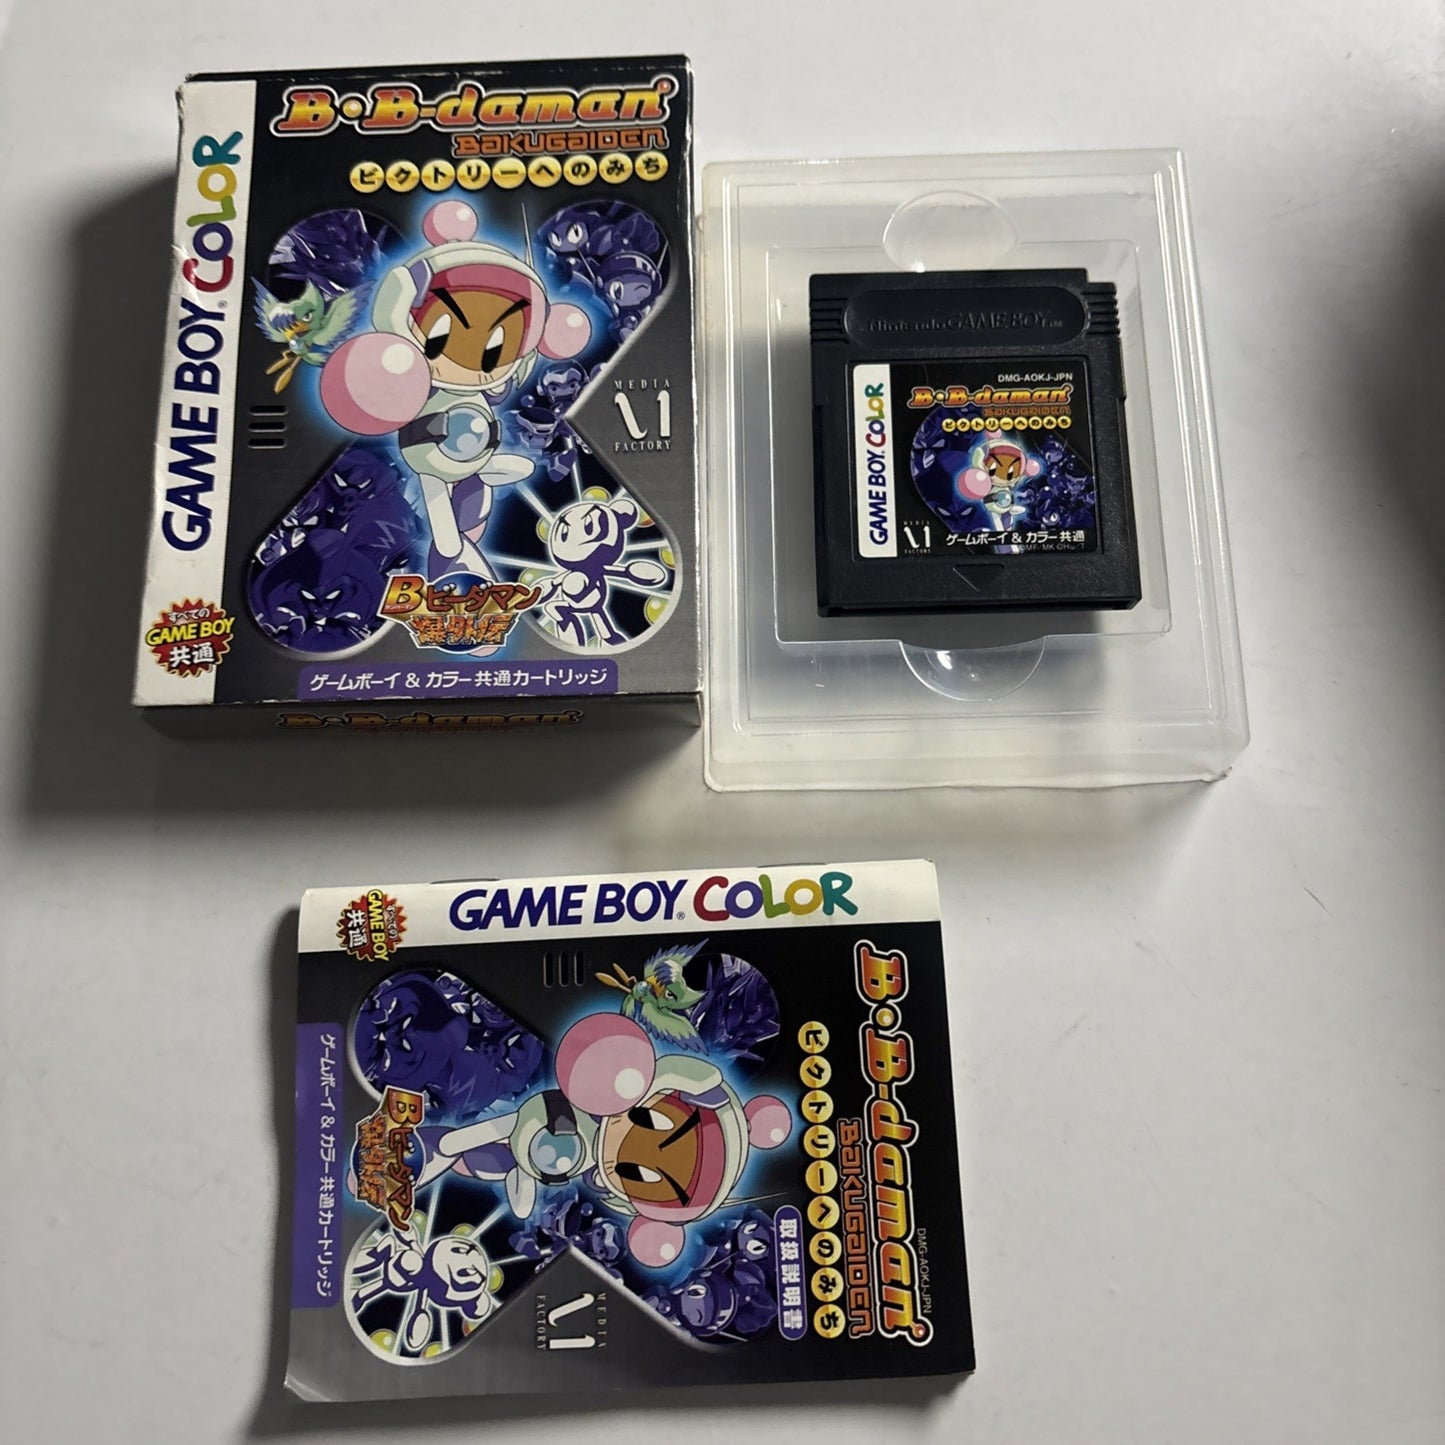 B·B-daman
BAKUGAIDEN
ビクトリーへのみち
GAME BOY COLOR
MEDIA
FACTORY
Bビーダマン
爆外伝
すべての
GAME BOY
共通
ゲームボーイ & カラー共通カートリッジ
B·B-daman
Nintendo GAME BOY TM
DMG-AOKJ-JPN
B·B-daman
BAKUGAIDEN
ビクトリーへのみち
GAME BOY COLOR
MEDIA
FACTORY
ゲームボーイ & カラー共通
GAME BOY COLOR
すべての
GAME BOY
共通
B·B-daman
BAKUGAIDEN
ビクトリーへのみち
取扱説明書
DMG-AOKJ-JPN
Bビーダマン
爆外伝
MEDIA
FACTORY
ゲームボーイ & カラー共通カートリッジ